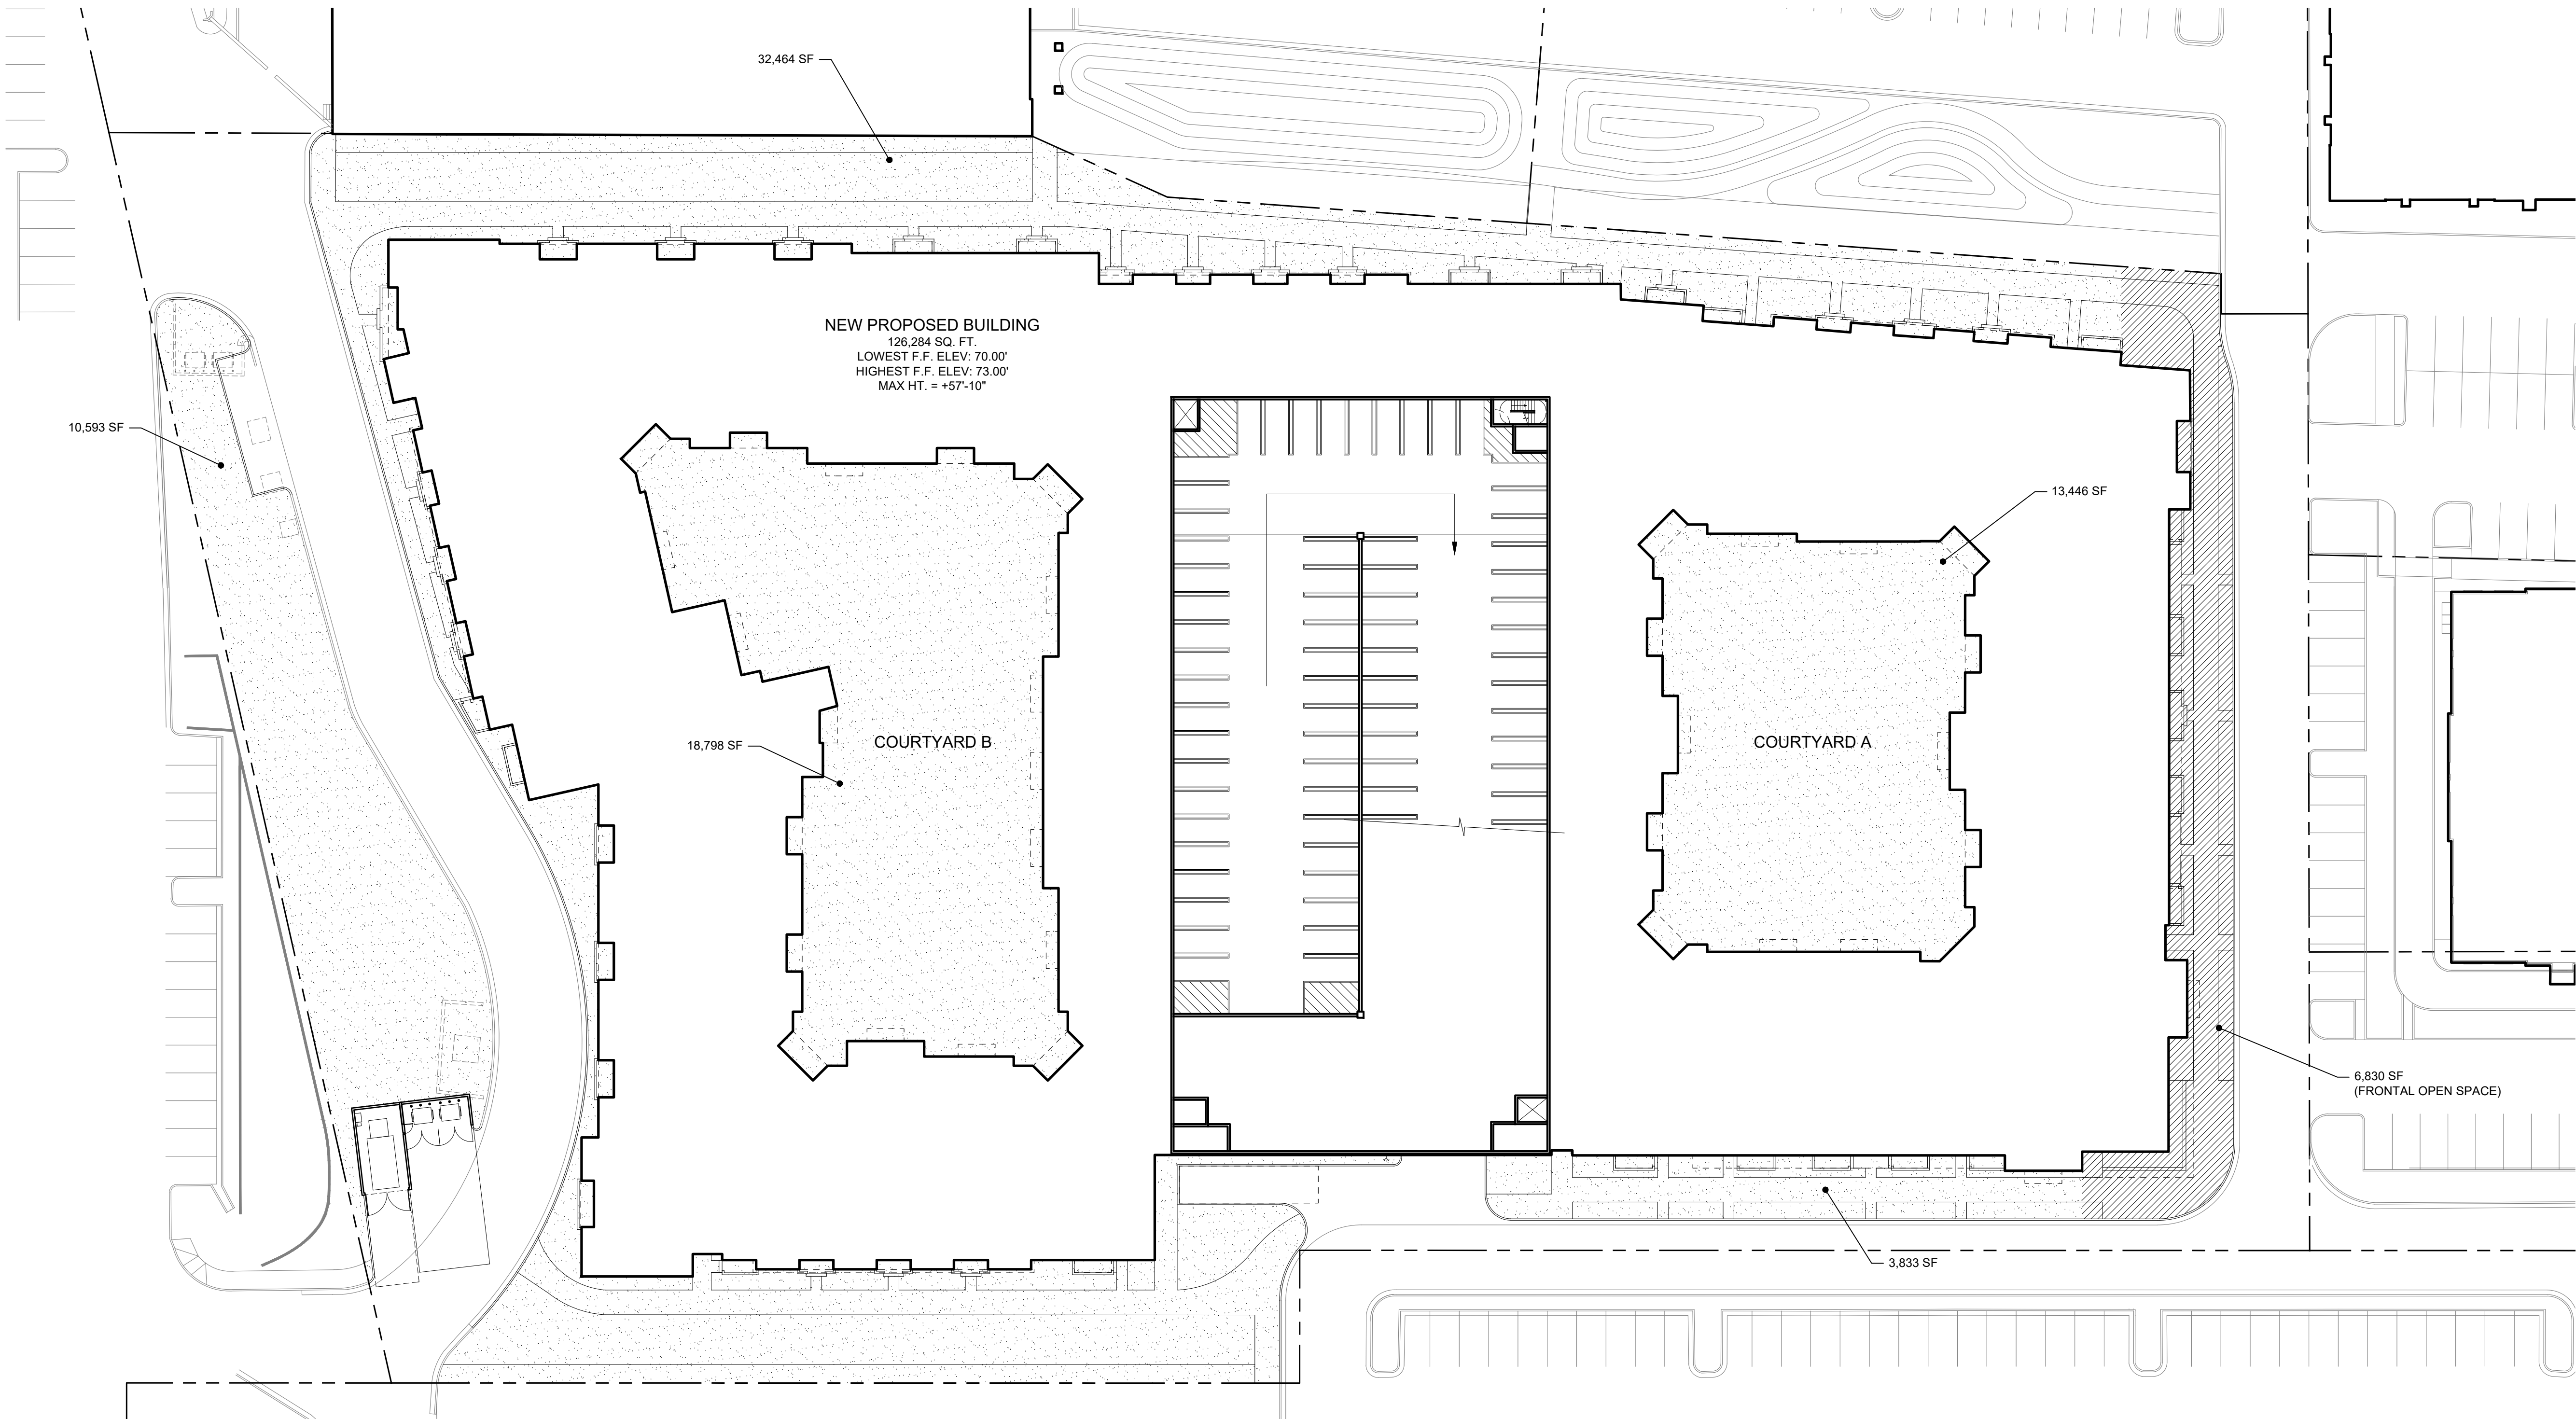 32,464 SF
NEW PROPOSED BUILDING
126,284 SQ. FT.
LOWEST F.F. ELEV: 70.00'
HIGHEST F.F. ELEV: 73.00'
MAX HT. = +57'-10"
10,593 SF
13,446 SF
18,798 SF
COURTYARD B
COURTYARD A
6,830 SF
(FRONTAL OPEN SPACE)
3,833 SF